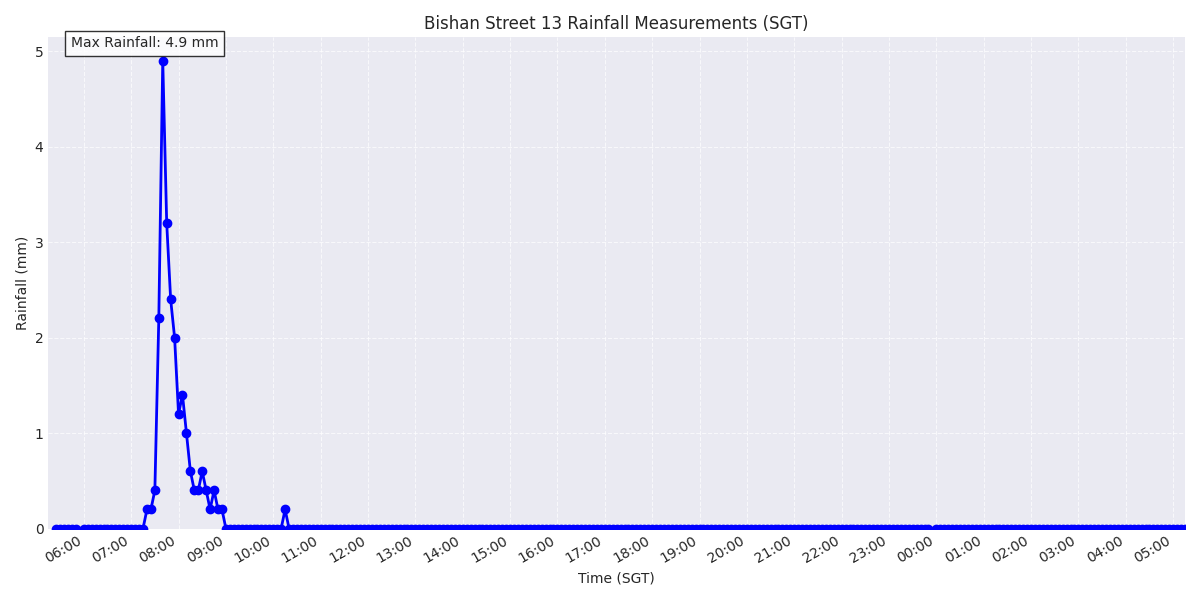 Bishan Street 13 Rainfall Measurements (SGT)
Max Rainfall: 4.9 mm
5
4
3
2
1
0
Rainfall (mm)
06:00 07:00 08:00 09:00 10:00 11:00 12:00 13:00 14:00 15:00 16:00 17:00 18:00 19:00 20:00 21:00 22:00 23:00 00:00 01:00 02:00 03:00 04:00 05:00
Time (SGT)